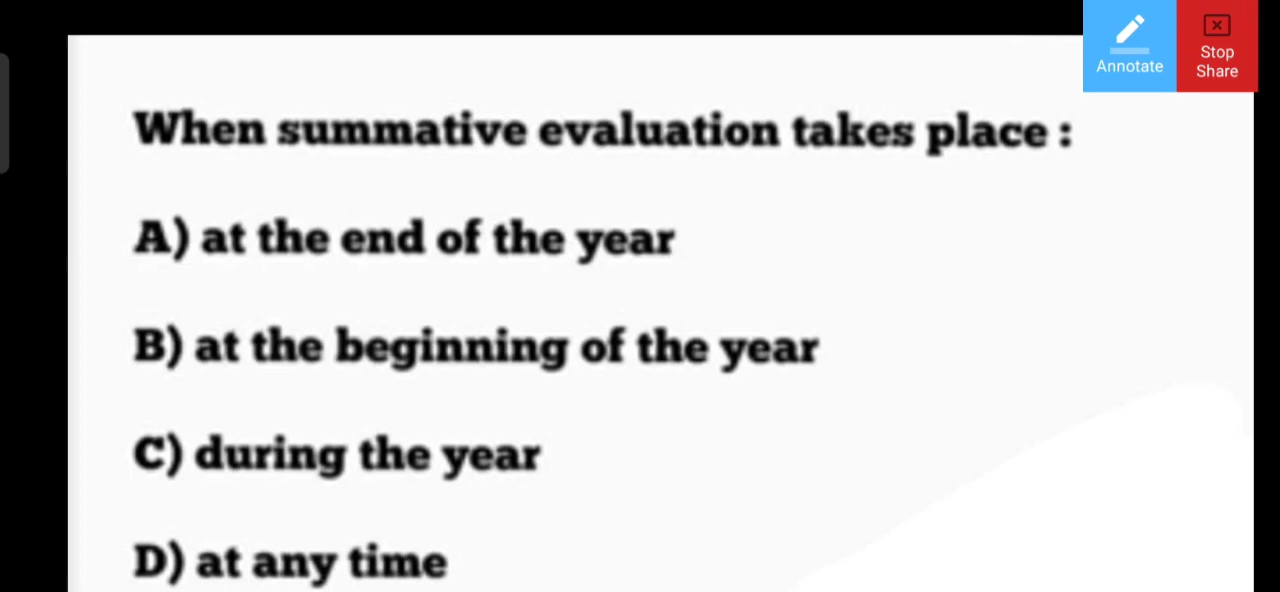 Annotate
Stop
Share
When summative evaluation takes place :
A) at the end of the year
B) at the beginning of the year
C) during the year
D) at any time